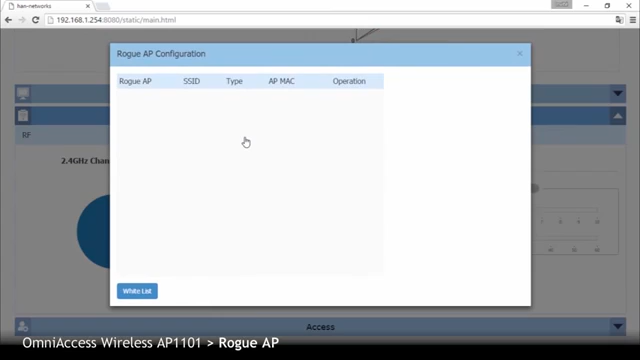 han-networks
192.168.1.254:8080/static/main.html
Rogue AP Configuration
Rogue AP SSID Type AP MAC Operation
RF
2.4GHz Chan
White List
Access
OmniAccess Wireless AP1101 > Rogue AP